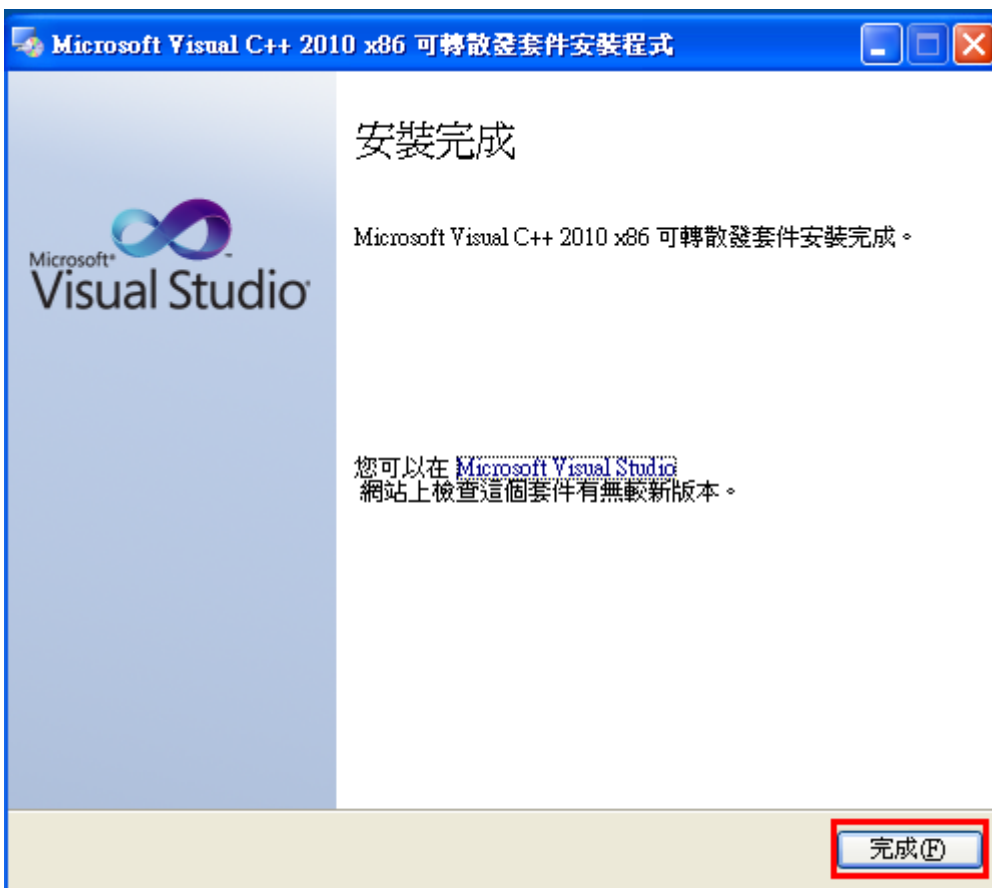 Microsoft Visual C++ 2010 x86 可轉散發套件安裝程式
安裝完成
Microsoft Visual C++ 2010 x86 可轉散發套件安裝完成。
Microsoft®
Visual Studio®
您可以在 Microsoft Visual Studio
網站上檢查這個套件有無較新版本。
完成(F)